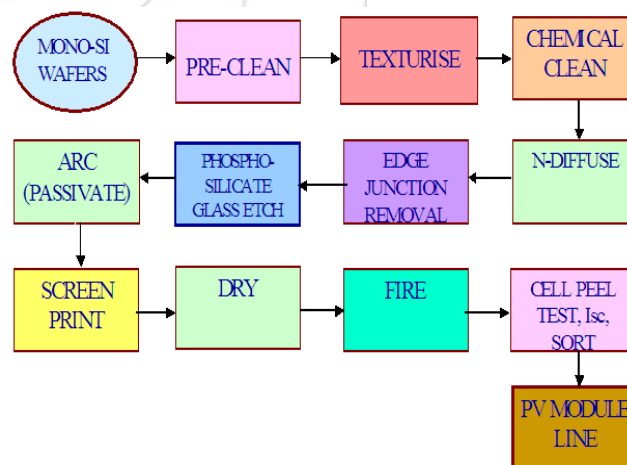 MONO-SI
WAFERS
PRE-CLEAN
TEXTURISE
CHEMICAL
CLEAN
N-DIFFUSE
EDGE
JUNCTION
REMOVAL
PHOSPHO-
SILICATE
GLASS ETCH
ARC
(PASSIVATE)
SCREEN
PRINT
DRY
FIRE
CELL PEEL
TEST, Isc,
SORT
PV MODULE
LINE